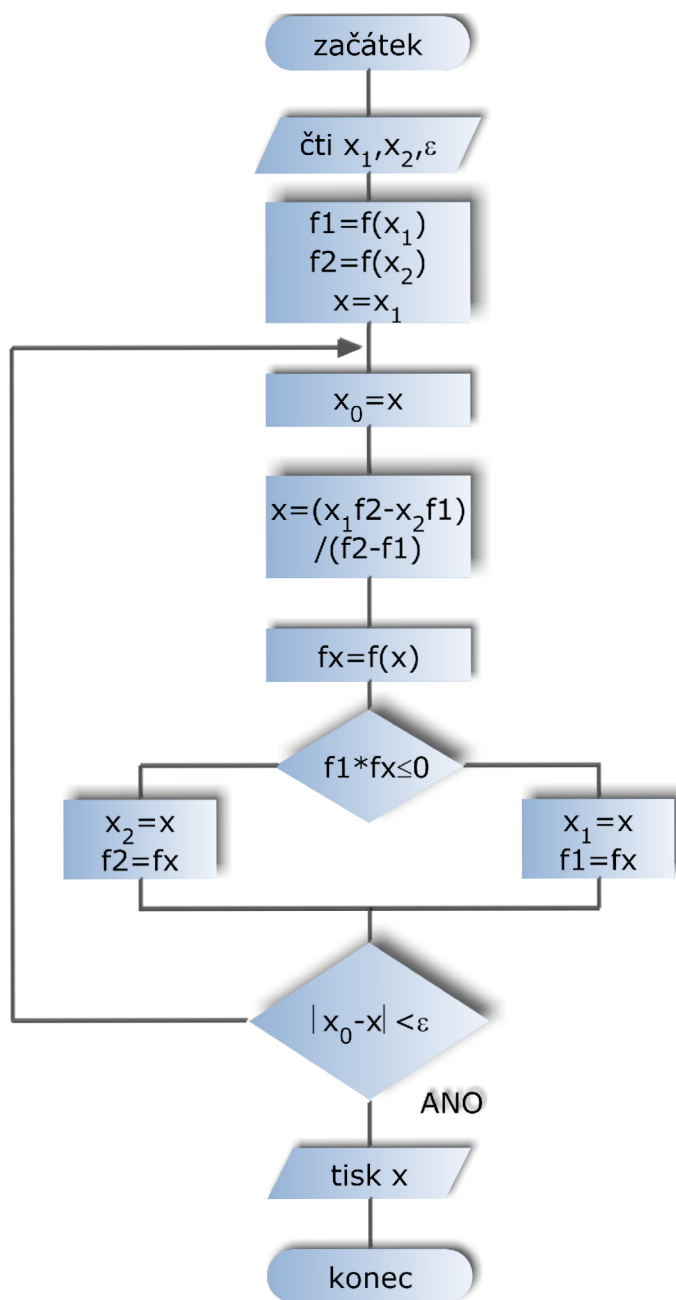 začátek
čti x₁,x₂,ε
f1=f(x₁)
f2=f(x₂)
x=x₁
x₀=x
x=(x₁f2-x₂f1)
/(f2-f1)
fx=f(x)
f1*fx≤0
x₂=x
f2=fx
x₁=x
f1=fx
|x₀-x|<ε
ANO
tisk x
konec